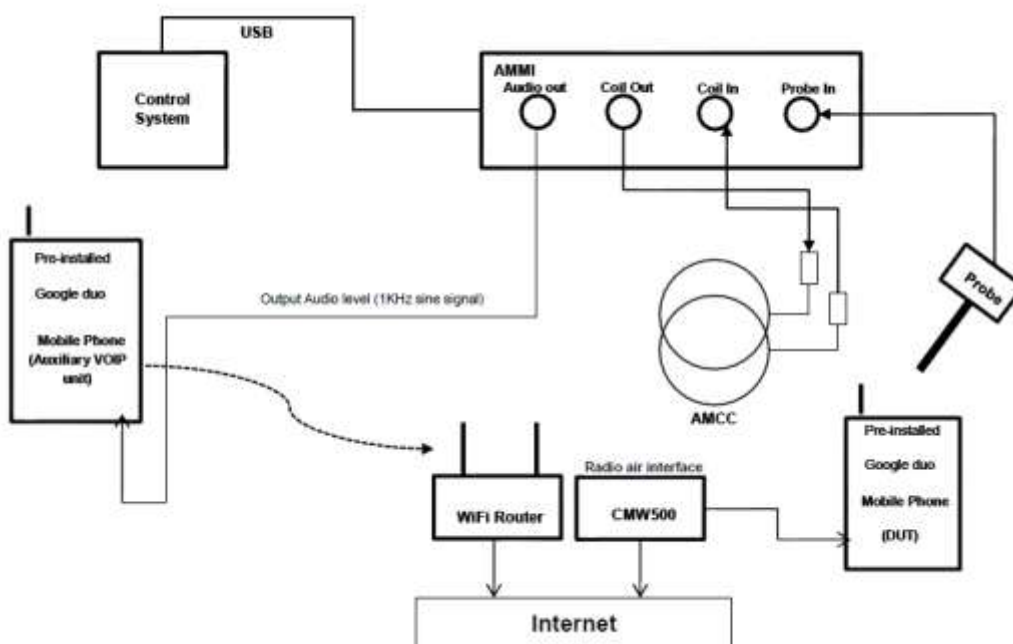 USB
Control
System
AMMI
Audio out
Coil Out
Coil In
Probe In
Pre-installed
Google duo
Mobile Phone
(Auxiliary VOIP
unit)
Output Audio level (1KHz sine signal)
Probe
AMCC
Pre-installed
Google duo
Mobile Phone
(DUT)
WiFi Router
Radio air interface
CMW500
Internet